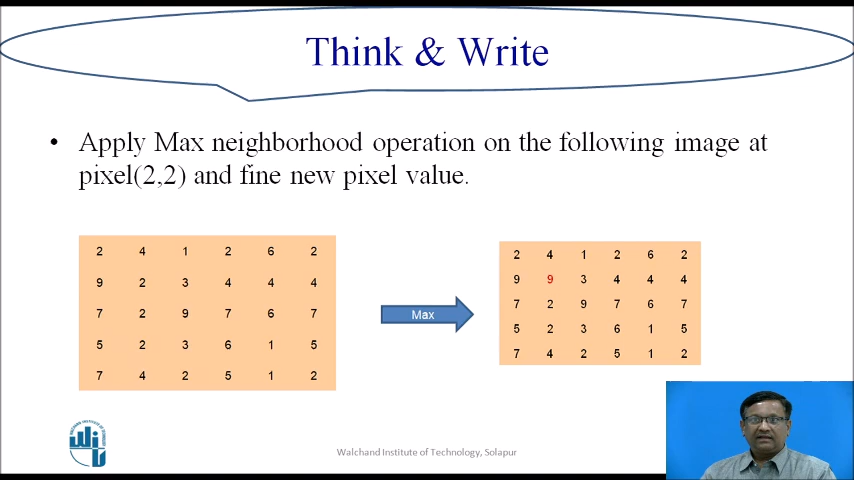 Think & Write
• Apply Max neighborhood operation on the following image at
pixel(2,2) and fine new pixel value.
2 4 1 2 6 2
9 2 3 4 4 4
7 2 9 7 6 7
5 2 3 6 1 5
7 4 2 5 1 2
Max
2 4 1 2 6 2
9 9 3 4 4 4
7 2 9 7 6 7
5 2 3 6 1 5
7 4 2 5 1 2
Walchand Institute of Technology, Solapur